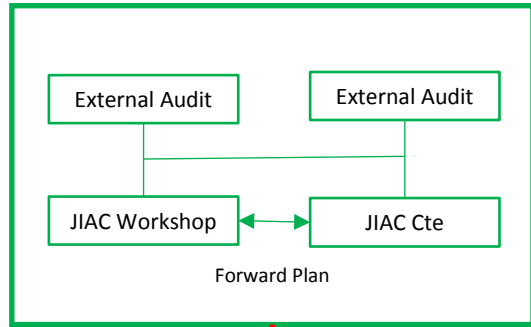 External Audit
External Audit
JIAC Workshop
JIAC Cte
Forward Plan